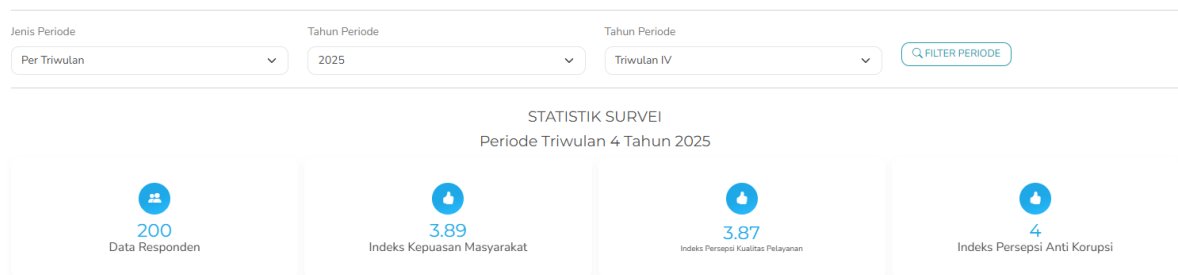 Jenis Periode
Tahun Periode
Tahun Periode
Per Triwulan
2025
Triwulan IV
FILTER PERIODE
STATISTIK SURVEI
Periode Triwulan 4 Tahun 2025
200
Data Responden
3.89
Indeks Kepuasan Masyarakat
3.87
Indeks Persepsi Kualitas Pelayanan
4
Indeks Persepsi Anti Korupsi